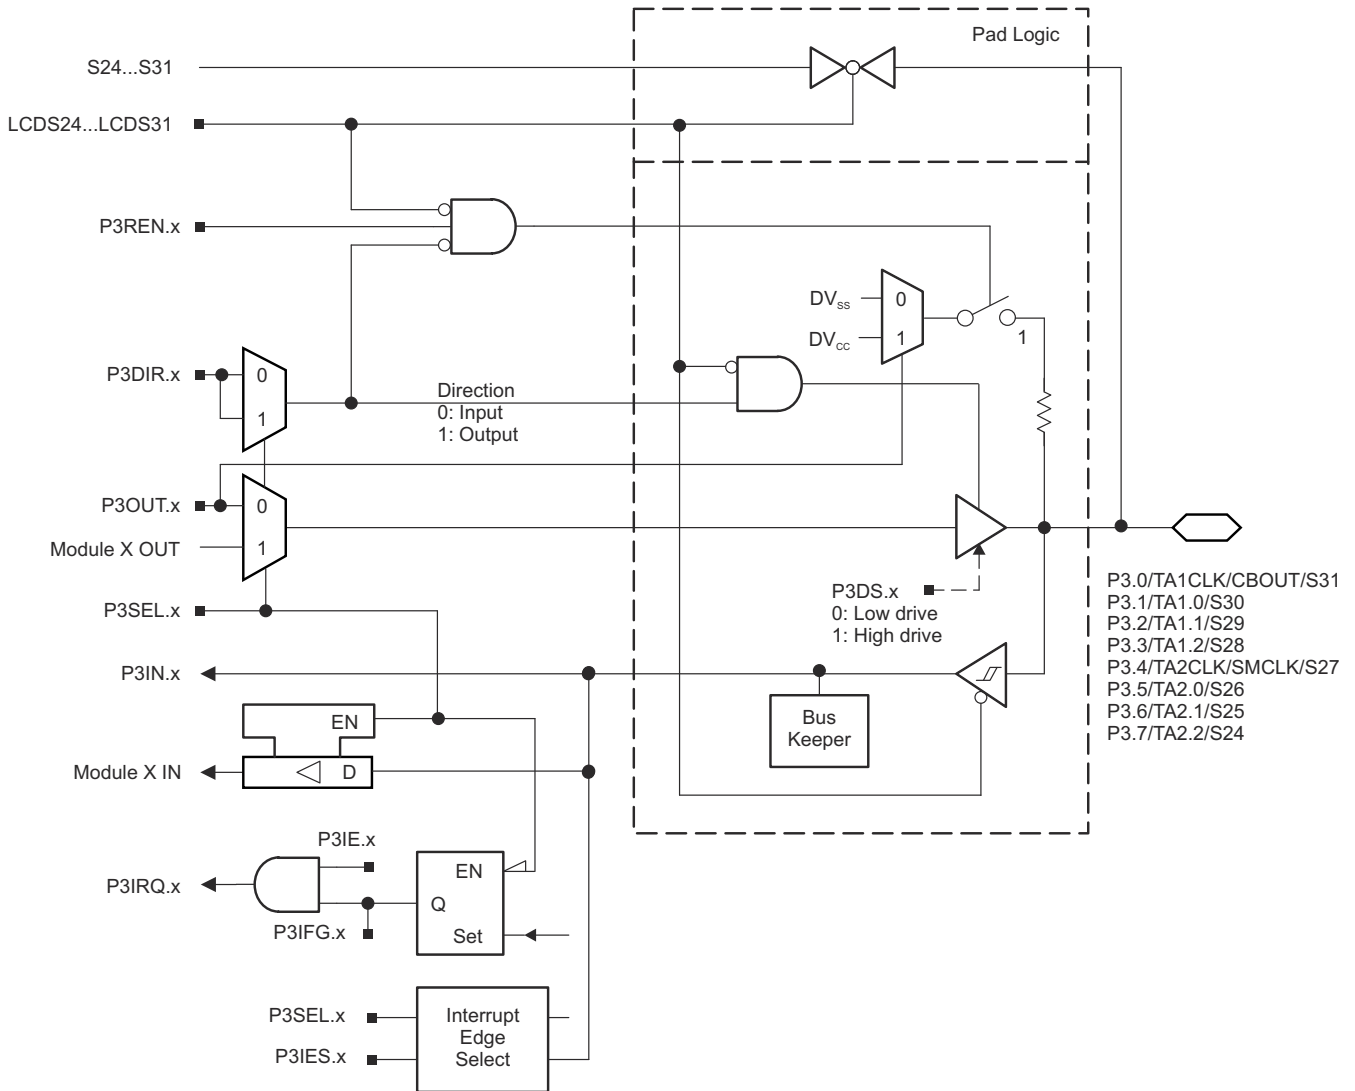 Pad Logic
S24...S31
LCDS24...LCDS31
P3REN.x
DVSS
0
DVCC
1
1
P3DIR.x
0
1
Direction
0: Input
1: Output
P3OUT.x
0
Module X OUT
1
P3SEL.x
P3DS.x
0: Low drive
1: High drive
P3.0/TA1CLK/CBOUT/S31
P3.1/TA1.0/S30
P3.2/TA1.1/S29
P3.3/TA1.2/S28
P3.4/TA2CLK/SMCLK/S27
P3.5/TA2.0/S26
P3.6/TA2.1/S25
P3.7/TA2.2/S24
P3IN.x
Bus
Keeper
EN
Module X IN
D
P3IE.x
P3IRQ.x
EN
Q
P3IFG.x
Set
P3SEL.x
P3IES.x
Interrupt
Edge
Select